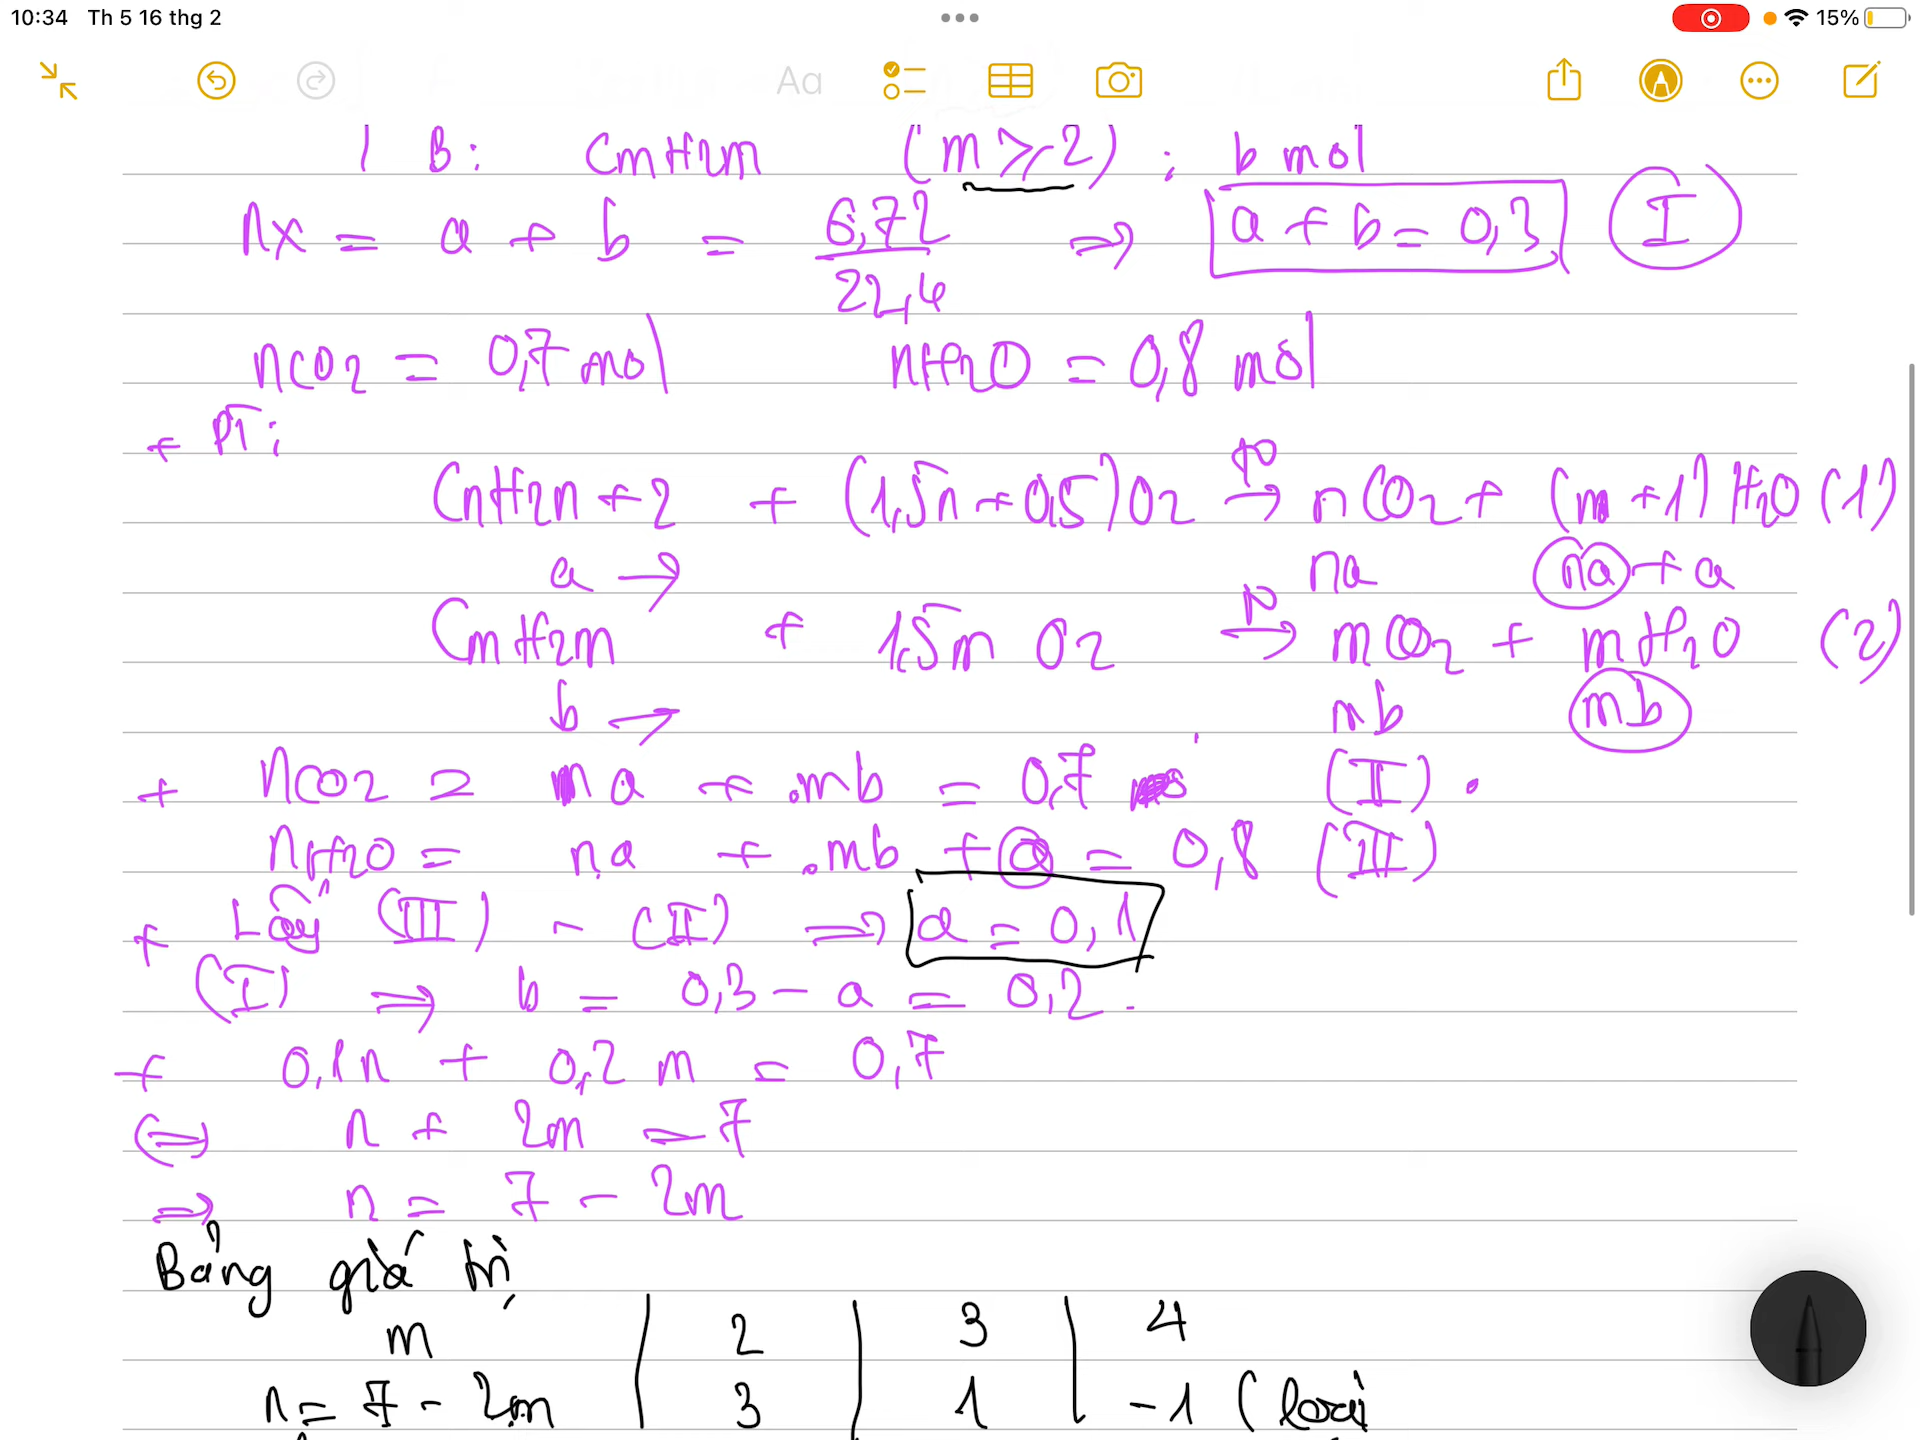 10:34 Th 5 16 thg 2
15%
Aa
B: CmH2m (m ⩾ 2) ; b mol
nX = a + b = 6,72 / 22,4 ⇒ a + b = 0,3 I
nCO2 = 0,7 mol nH2O = 0,8 mol
+ PT:
CnH2n+2 + (1,5n+0,5)O2 →(t°) nCO2 + (m+1)H2O (1)
a → na na + a
CmH2m + 1,5m O2 →(t°) mCO2 + mH2O (2)
b → mb mb
+ nCO2 = na + .mb = 0,7 (II) .
nH2O = na + .mb + a = 0,8 (III)
+ Lấy (III) - (II) ⇒ a = 0,1
(I) ⇒ b = 0,3 - a = 0,2.
+ 0,1n + 0,2 m = 0,7
⇔ n + 2m = 7
⇒ n = 7 - 2m
Bảng giá trị
m | 2 | 3 | 4
n = 7 - 2m | 3 | 1 | -1 (loại